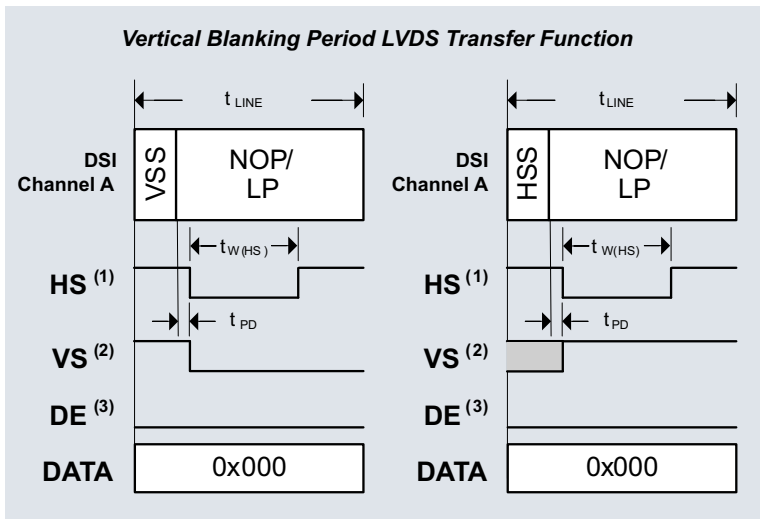 Vertical Blanking Period LVDS Transfer Function
t LINE
DSI Channel A
VSS
NOP/
LP
t W(HS)
HS (1)
t PD
VS (2)
DE (3)
DATA
0x000
t LINE
DSI Channel A
HSS
NOP/
LP
t W(HS)
HS (1)
t PD
VS (2)
DE (3)
DATA
0x000